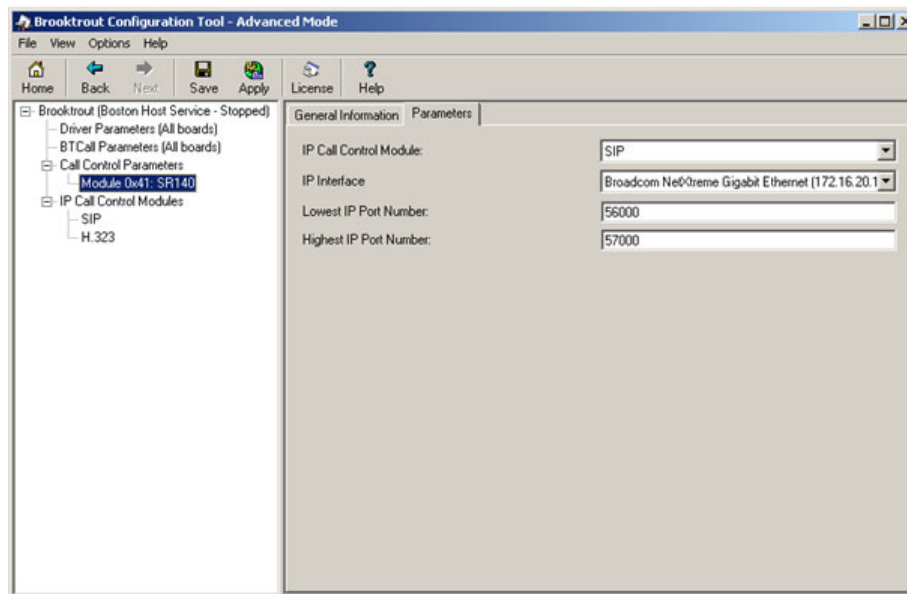 Brooktrout Configuration Tool - Advanced Mode
File View Options Help
Home Back Next Save Apply License Help
Brooktrout (Boston Host Service - Stopped)
Driver Parameters (All boards)
BTCall Parameters (All boards)
Call Control Parameters
Module 0x41: SR140
IP Call Control Modules
SIP
H.323
General Information Parameters
IP Call Control Module: SIP
IP Interface Broadcom NetXtreme Gigabit Ethernet (172.16.20.1
Lowest IP Port Number: 56000
Highest IP Port Number: 57000